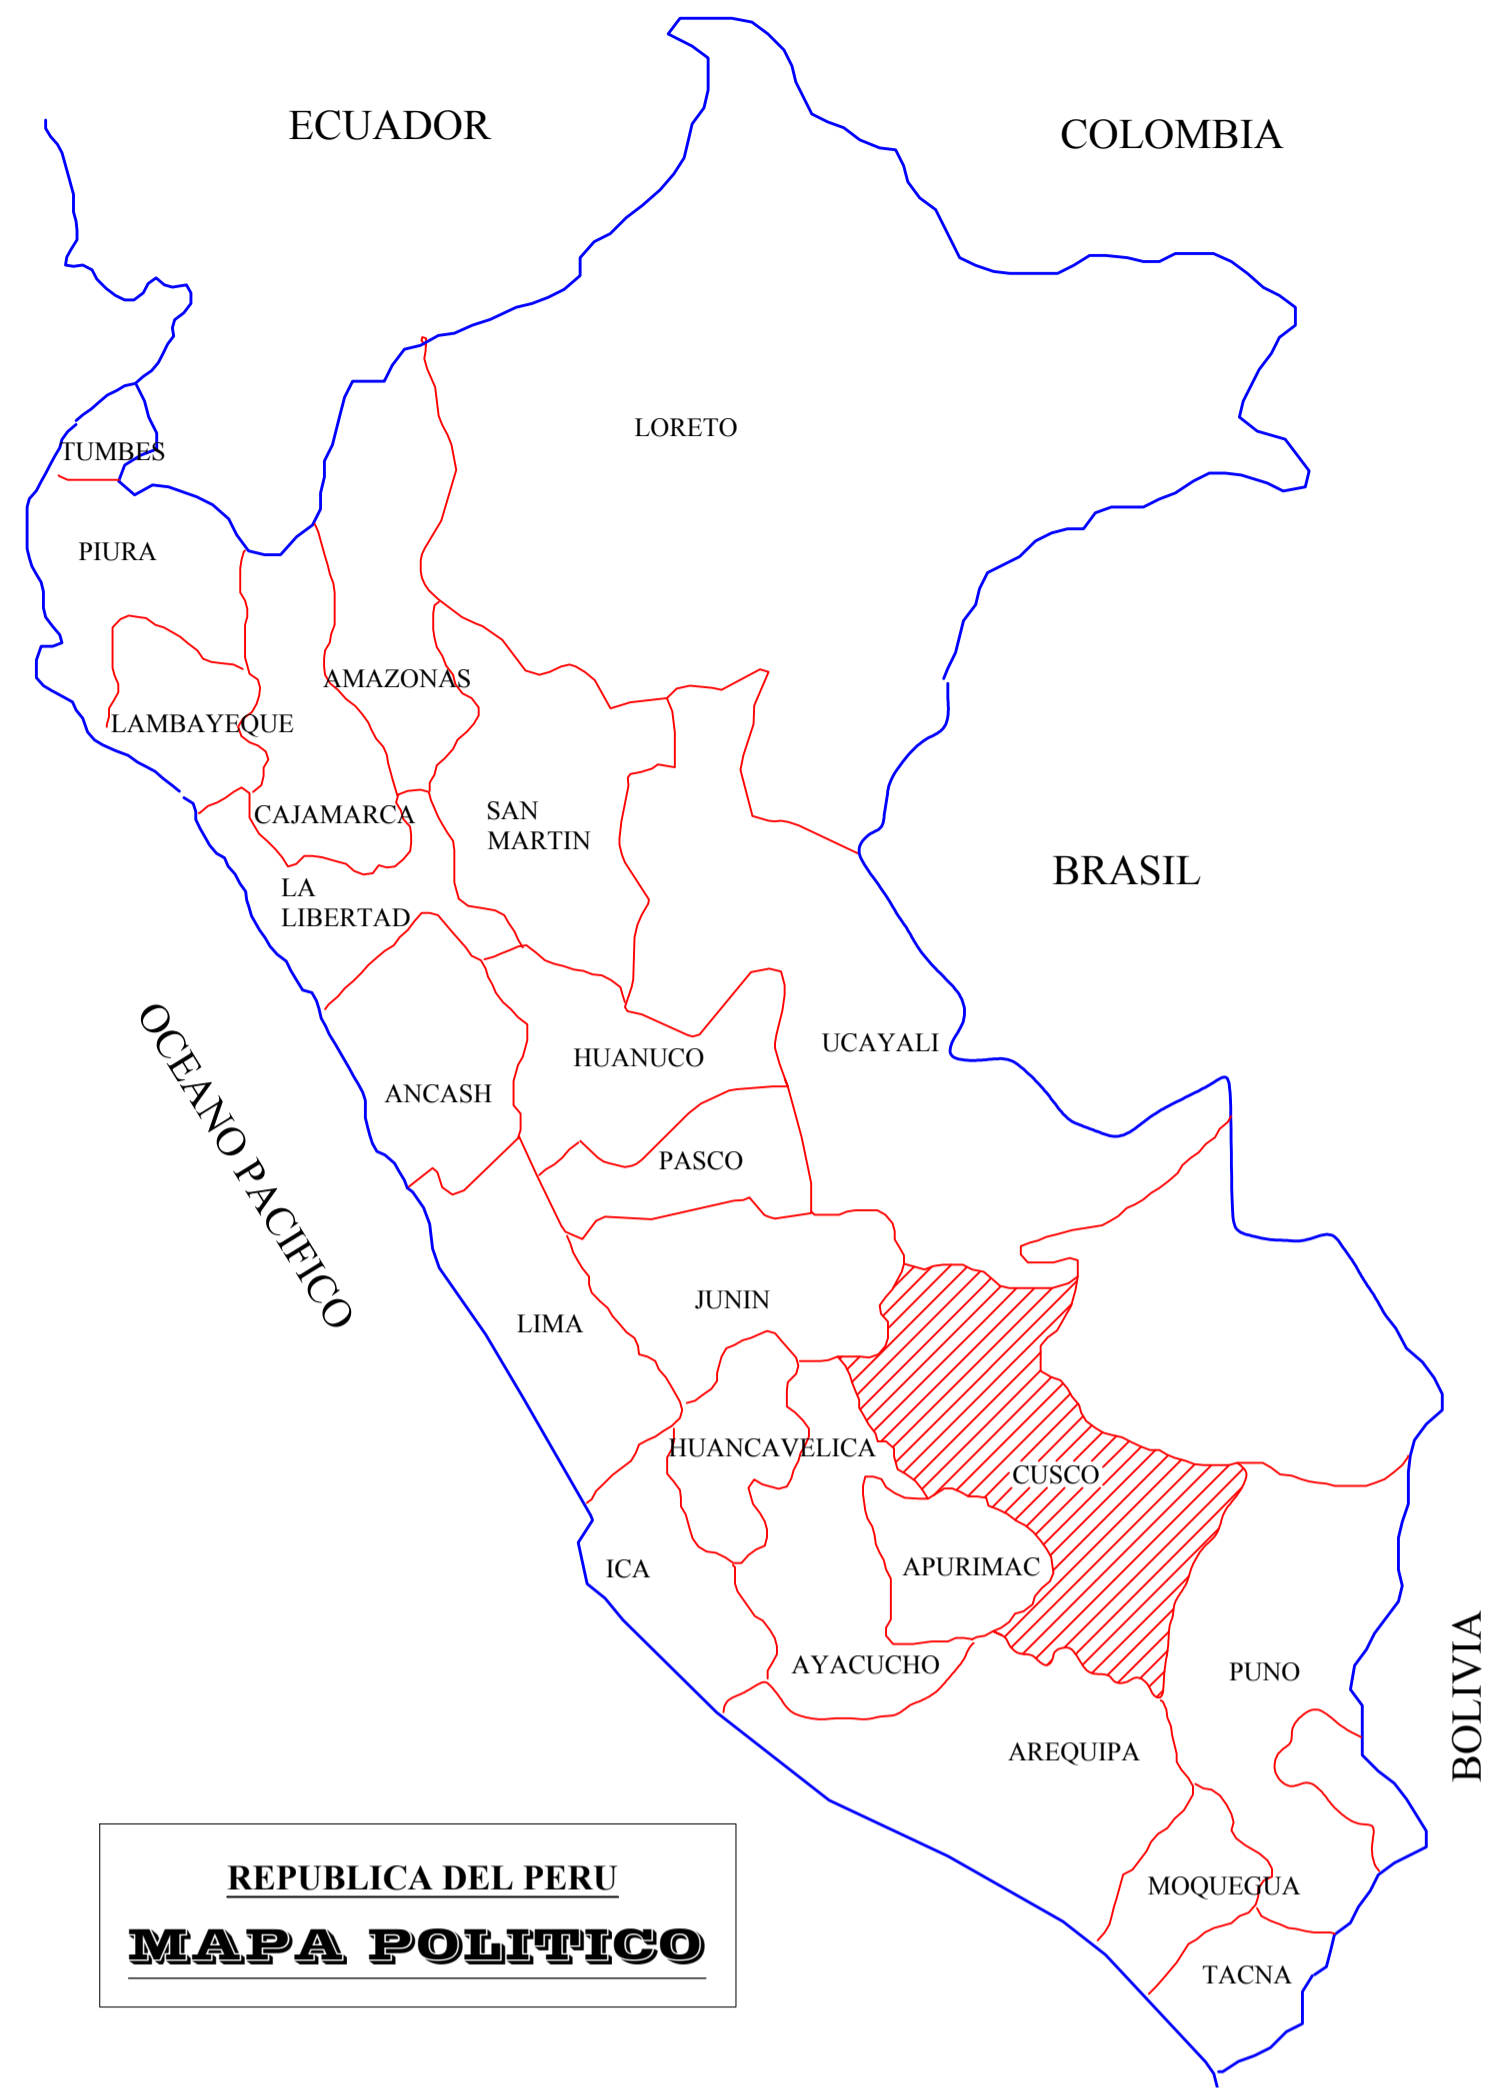 ECUADOR
COLOMBIA
LORETO
TUMBES
PIURA
AMAZONAS
LAMBAYEQUE
CAJAMARCA
SAN
MARTIN
BRASIL
LA
LIBERTAD
OCEANO PACIFICO
HUANUCO
UCAYALI
ANCASH
PASCO
JUNIN
LIMA
HUANCAVELICA
CUSCO
ICA
APURIMAC
AYACUCHO
PUNO
BOLIVIA
AREQUIPA
MOQUEGUA
TACNA
REPUBLICA DEL PERU
MAPA POLITICO